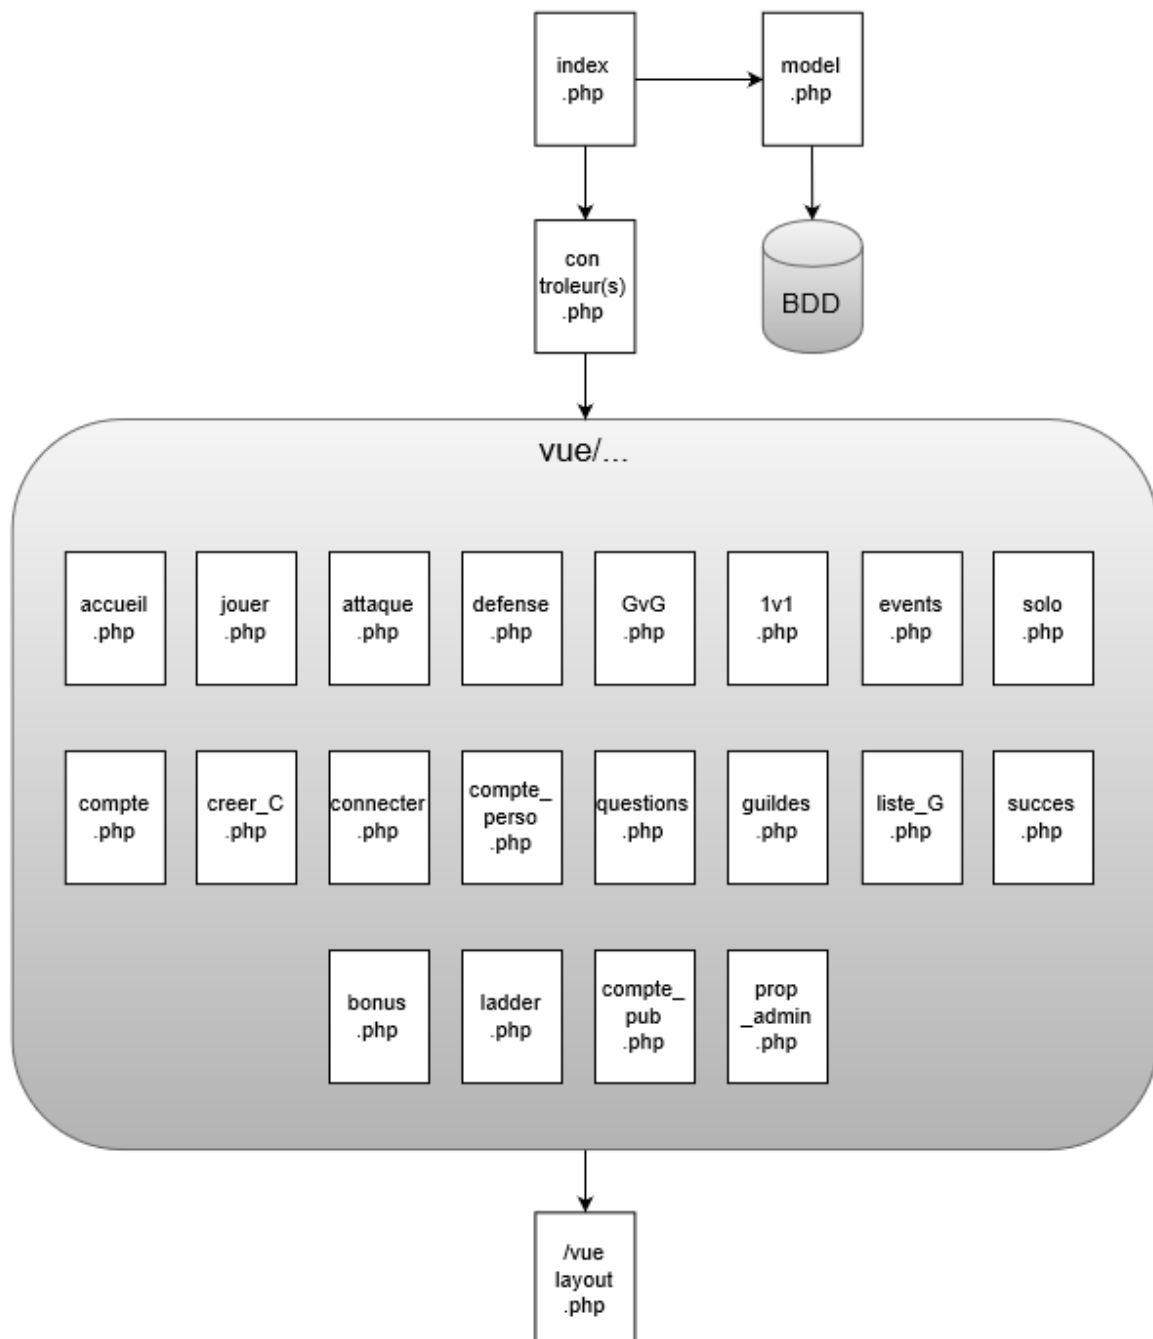 index
.php
model
.php
con
troleur(s)
.php
BDD
vue/...
accueil
.php
jouer
.php
attaque
.php
defense
.php
GvG
.php
1v1
.php
events
.php
solo
.php
compte
.php
creer_C
.php
connecter
.php
compte_
perso
.php
questions
.php
guildes
.php
liste_G
.php
succes
.php
bonus
.php
ladder
.php
compte_
pub
.php
prop
_admin
.php
/vue
layout
.php